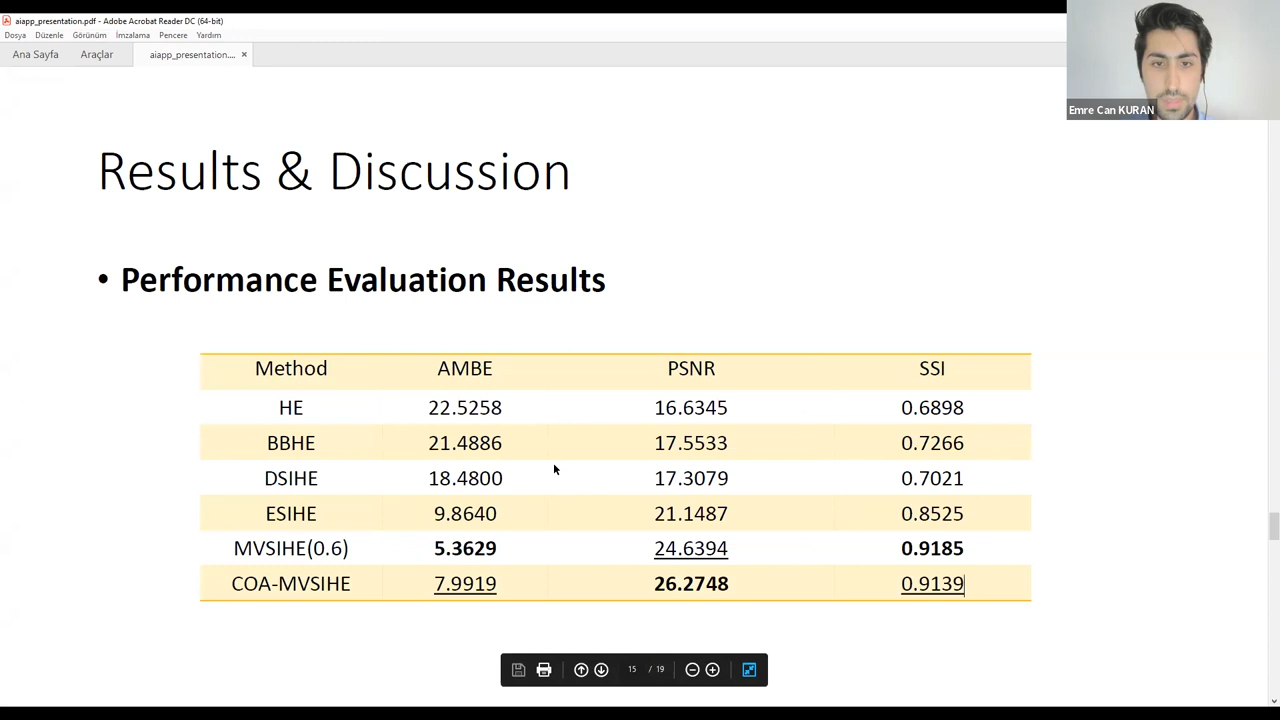 aiapp_presentation.pdf - Adobe Acrobat Reader DC (64-bit)
Dosya Düzenle Görünüm İmzalama Pencere Yardım
Ana Sayfa Araçlar aiapp_presentation.... ×
Emre Can KURAN
Results & Discussion
• Performance Evaluation Results
Method AMBE PSNR SSI
HE 22.5258 16.6345 0.6898
BBHE 21.4886 17.5533 0.7266
DSIHE 18.4800 17.3079 0.7021
ESIHE 9.8640 21.1487 0.8525
MVSIHE(0.6) 5.3629 24.6394 0.9185
COA-MVSIHE 7.9919 26.2748 0.9139
15 / 19